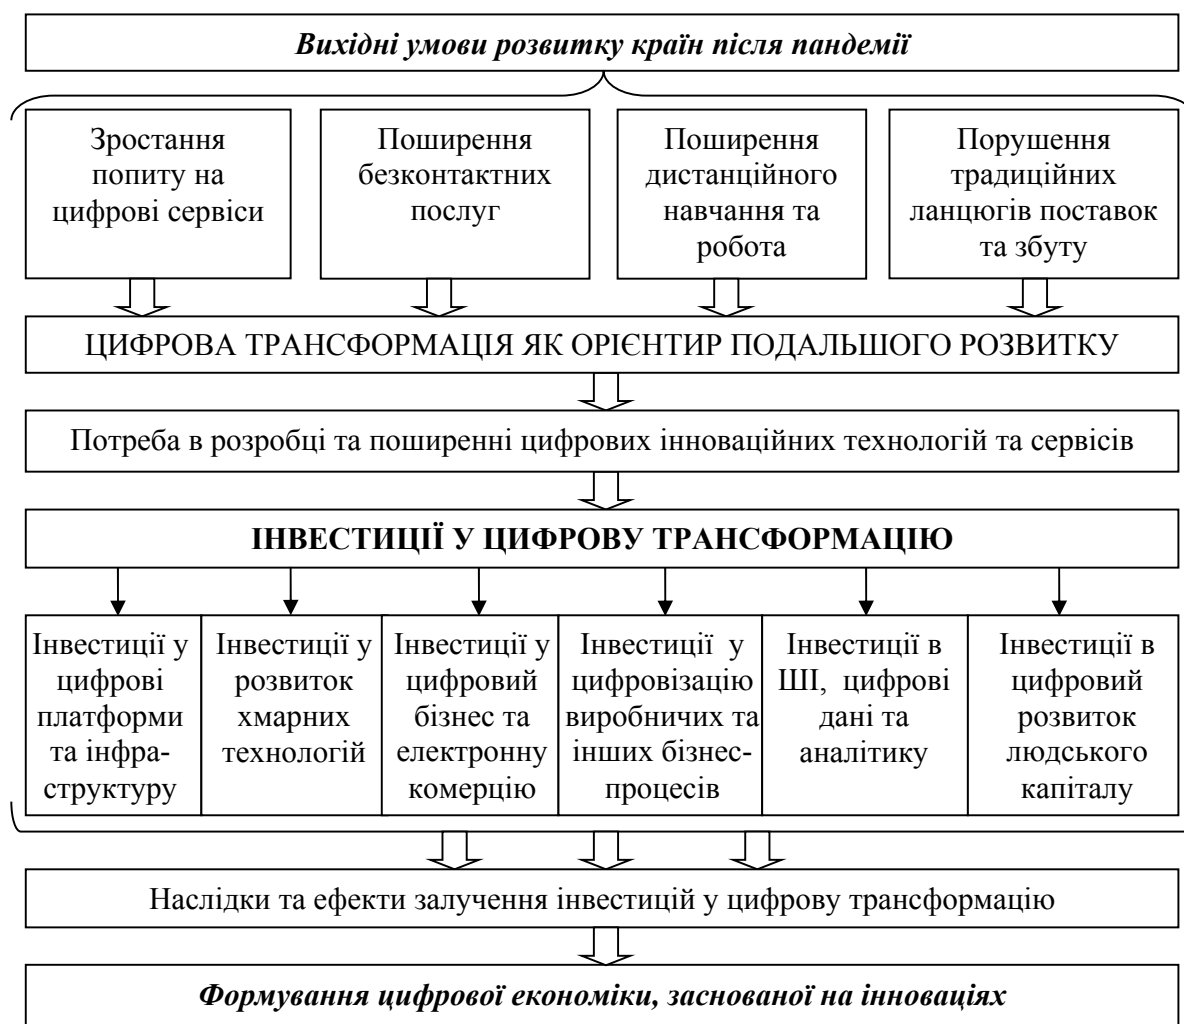 Вихідні умови розвитку країн після пандемії
Зростання
попиту на
цифрові сервіси
Поширення
безконтактних
послуг
Поширення
дистанційного
навчання та
робота
Порушення
традиційних
ланцюгів поставок
та збуту
ЦИФРОВА ТРАНСФОРМАЦІЯ ЯК ОРІЄНТИР ПОДАЛЬШОГО РОЗВИТКУ
Потреба в розробці та поширенні цифрових інноваційних технологій та сервісів
ІНВЕСТИЦІЇ У ЦИФРОВУ ТРАНСФОРМАЦІЮ
Інвестиції у
цифрові
платформи
та інфра-
структуру
Інвестиції у
розвиток
хмарних
технологій
Інвестиції у
цифровий
бізнес та
електронну
комерцію
Інвестиції у
цифровізацію
виробничих та
інших бізнес-
процесів
Інвестиції в
ШІ, цифрові
дані та
аналітику
Інвестиції в
цифровий
розвиток
людського
капіталу
Наслідки та ефекти залучення інвестицій у цифрову трансформацію
Формування цифрової економіки, заснованої на інноваціях